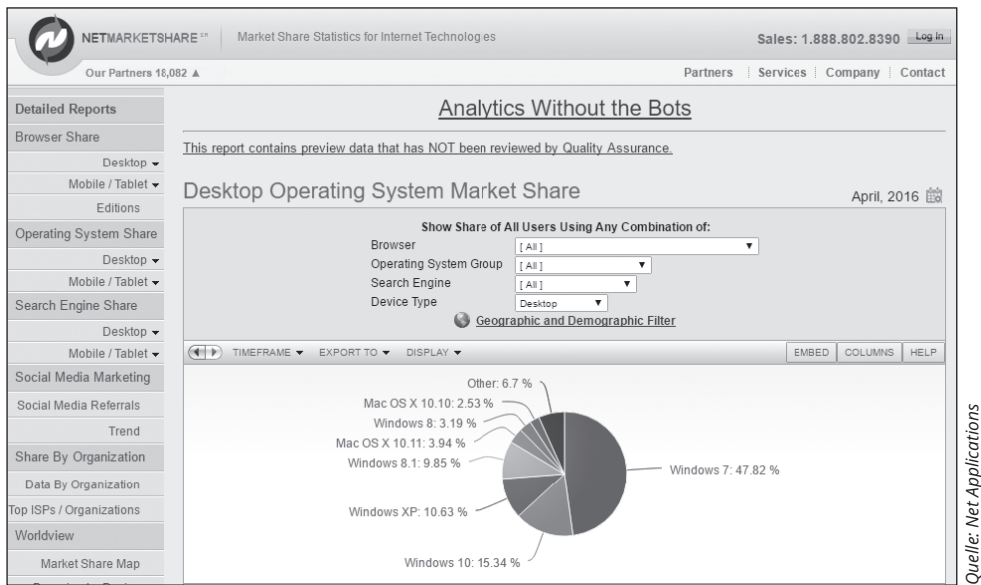 NETMARKETSHARE℠ Market Share Statistics for Internet Technologies Sales: 1.888.802.8390 Log In
Our Partners 18,082 ▲ Partners Services Company Contact
Detailed Reports
Browser Share
Desktop
Mobile / Tablet
Editions
Operating System Share
Desktop
Mobile / Tablet
Search Engine Share
Desktop
Mobile / Tablet
Social Media Marketing
Social Media Referrals
Trend
Share By Organization
Data By Organization
Top ISPs / Organizations
Worldview
Market Share Map
Analytics Without the Bots
This report contains preview data that has NOT been reviewed by Quality Assurance.
Desktop Operating System Market Share April, 2016
Show Share of All Users Using Any Combination of:
Browser [ All ]
Operating System Group [ All ]
Search Engine [ All ]
Device Type Desktop
Geographic and Demographic Filter
TIMEFRAME EXPORT TO DISPLAY EMBED COLUMNS HELP
Other: 6.7 %
Mac OS X 10.10: 2.53 %
Windows 8: 3.19 %
Mac OS X 10.11: 3.94 %
Windows 8.1: 9.85 %
Windows 7: 47.82 %
Windows XP: 10.63 %
Windows 10: 15.34 %
Quelle: Net Applications